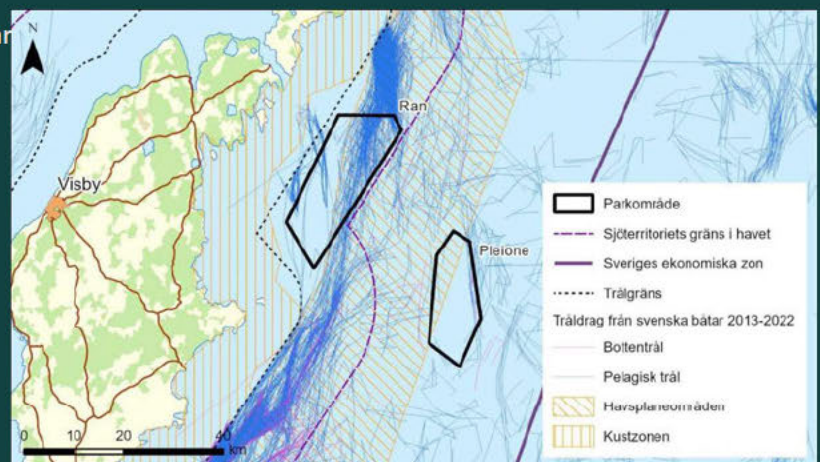 N
Ran
Visby
Pleione
Parkområde
Sjöterritoriets gräns i havet
Sveriges ekonomiska zon
Trålgräns
Tråldrag från svenska båtar 2013-2022
Bottentrål
Pelagisk trål
Havsplaneområden
Kustzonen
0 10 20 40
km